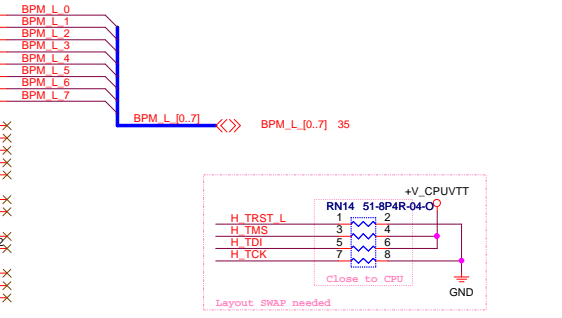 BPM_L_0
BPM_L_1
BPM_L_2
BPM_L_3
BPM_L_4
BPM_L_5
BPM_L_6
BPM_L_7
BPM_L_[0..7] BPM_L_[0..7] 35
+V_CPUVTT
RN14 51-8P4R-04-O
H_TRST_L 1 2
H_TMS 3 4
H_TDI 5 6
H_TCK 7 8
Close to CPU
GND
Layout SWAP needed